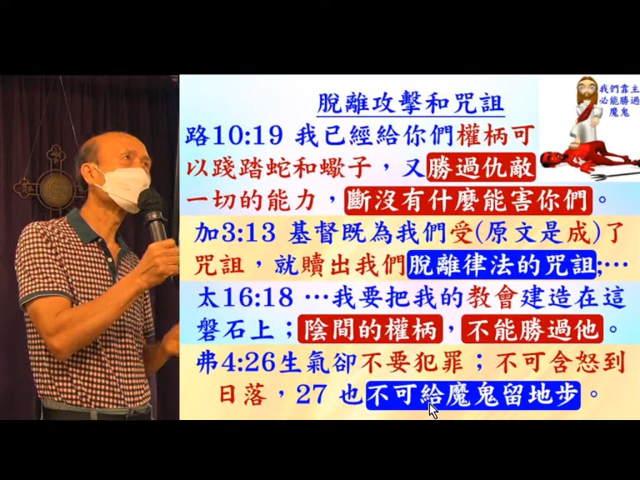 脫離攻擊和咒詛
我們靠主
必能勝過
魔鬼
路10:19 我已經給你們權柄可
以踐踏蛇和蠍子，又勝過仇敵
一切的能力，斷沒有什麼能害你們。
加3:13 基督既為我們受(原文是成)了
咒詛，就贖出我們脫離律法的咒詛;…
太16:18 …我要把我的教會建造在這
磐石上；陰間的權柄，不能勝過他。
弗4:26生氣卻不要犯罪；不可含怒到
日落，27 也不可給魔鬼留地步。